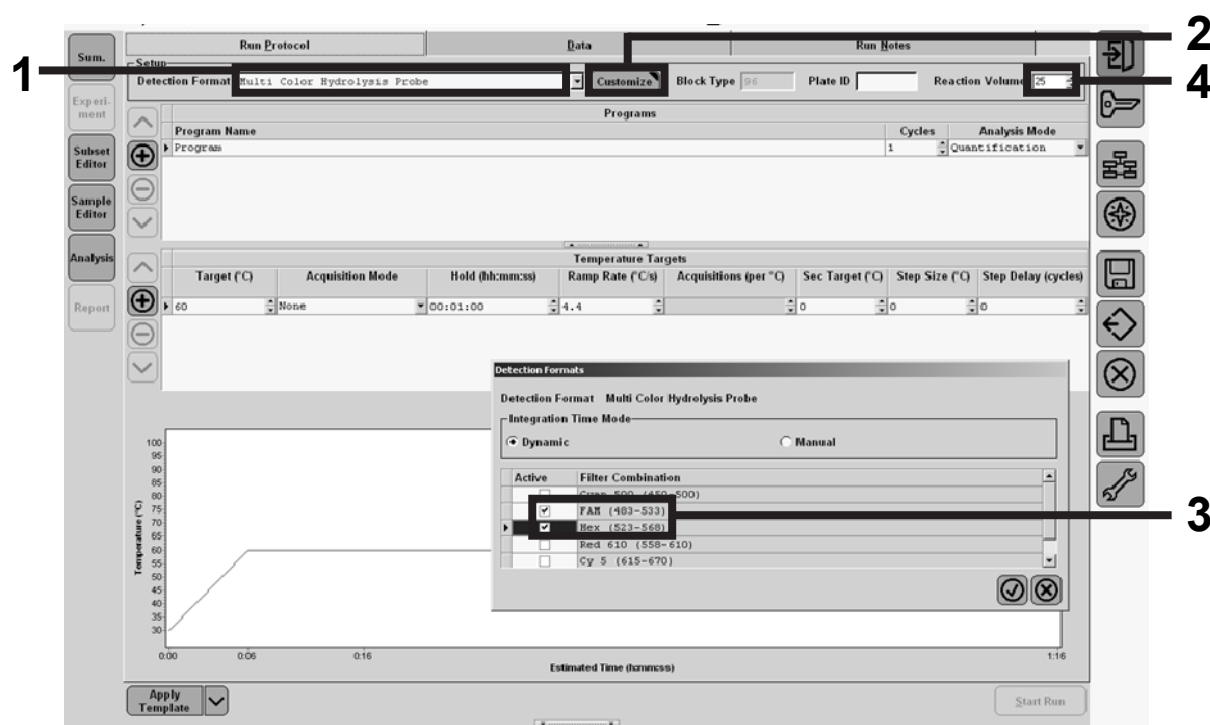 2
Run Protocol Data Run Notes
Sum.
Setup
1
Detection Format Multi Color Hydrolysis Probe Customize Block Type 96 Plate ID Reaction Volume 25
4
Experi-
ment
Programs
Program Name Cycles Analysis Mode
Program 1 Quantification
Subset
Editor
Sample
Editor
Analysis
Temperature Targets
Target (°C) Acquisition Mode Hold (hh:mm:ss) Ramp Rate (°C/s) Acquisitions (per °C) Sec Target (°C) Step Size (°C) Step Delay (cycles)
60 None 00:01:00 4.4 0 0 0
Report
Detection Formats
Detection Format Multi Color Hydrolysis Probe
Integration Time Mode
Dynamic Manual
Active Filter Combination
Cyan 500 (450-500)
FAM (483-533)
Hex (523-568)
3
Red 610 (558-610)
Cy 5 (615-670)
Temperature (°C)
100
95
90
85
80
75
70
65
60
55
50
45
40
35
30
0:00 0:06 0:16 1:16
Estimated Time (h:mm:ss)
Apply
Template
Start Run